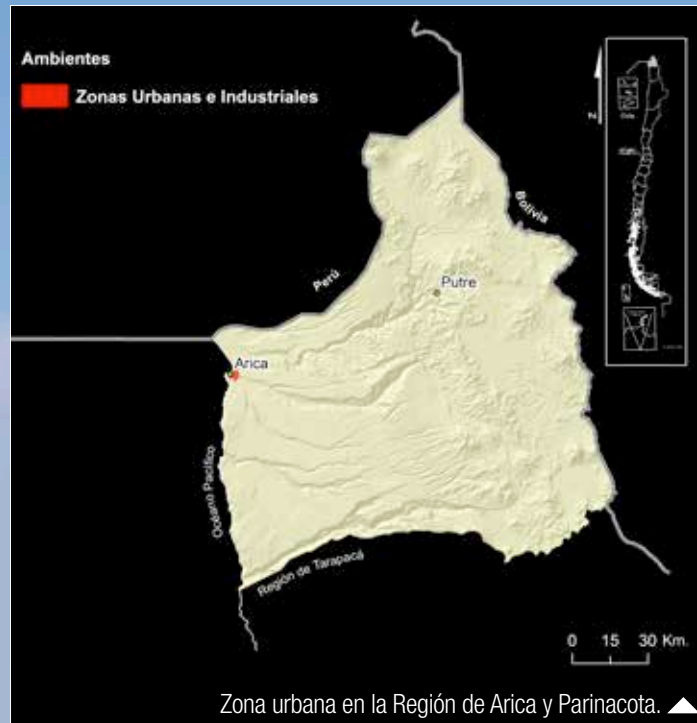 Ambientes
Zonas Urbanas e Industriales
N
Bolivia
Perú
Putre
Arica
Océano Pacífico
Región de Tarapacá
0 15 30 Km.
Zona urbana en la Región de Arica y Parinacota.